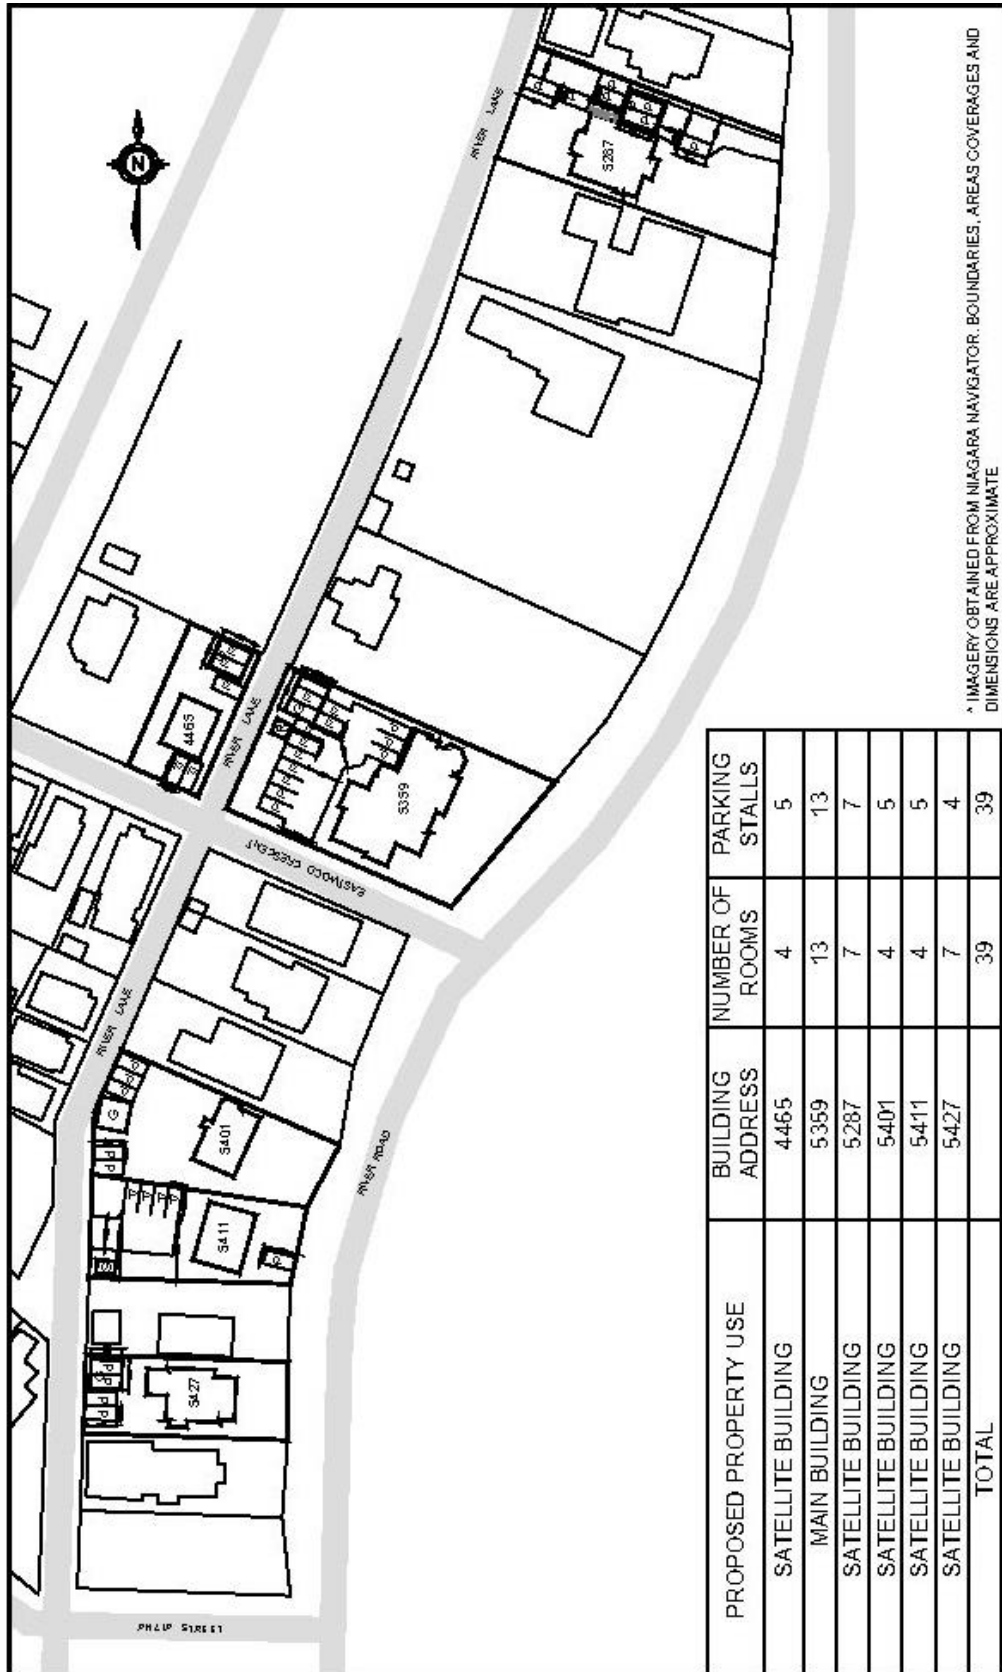 PHILIP STREET
5427
5411
5401
RIVER ROAD
RIVER LANE
EASTWOOD CRESCENT
4465
5359
RIVER LANE
5287
RIVER LANE
N
G
PROPOSED PROPERTY USE BUILDING ADDRESS NUMBER OF ROOMS PARKING STALLS
SATELLITE BUILDING 4465 4 5
MAIN BUILDING 5359 13 13
SATELLITE BUILDING 5287 7 7
SATELLITE BUILDING 5401 4 5
SATELLITE BUILDING 5411 4 5
SATELLITE BUILDING 5427 7 4
TOTAL 39 39
* IMAGERY OBTAINED FROM NIAGARA NAVIGATOR. BOUNDARIES, AREAS COVERAGES AND
DIMENSIONS ARE APPROXIMATE